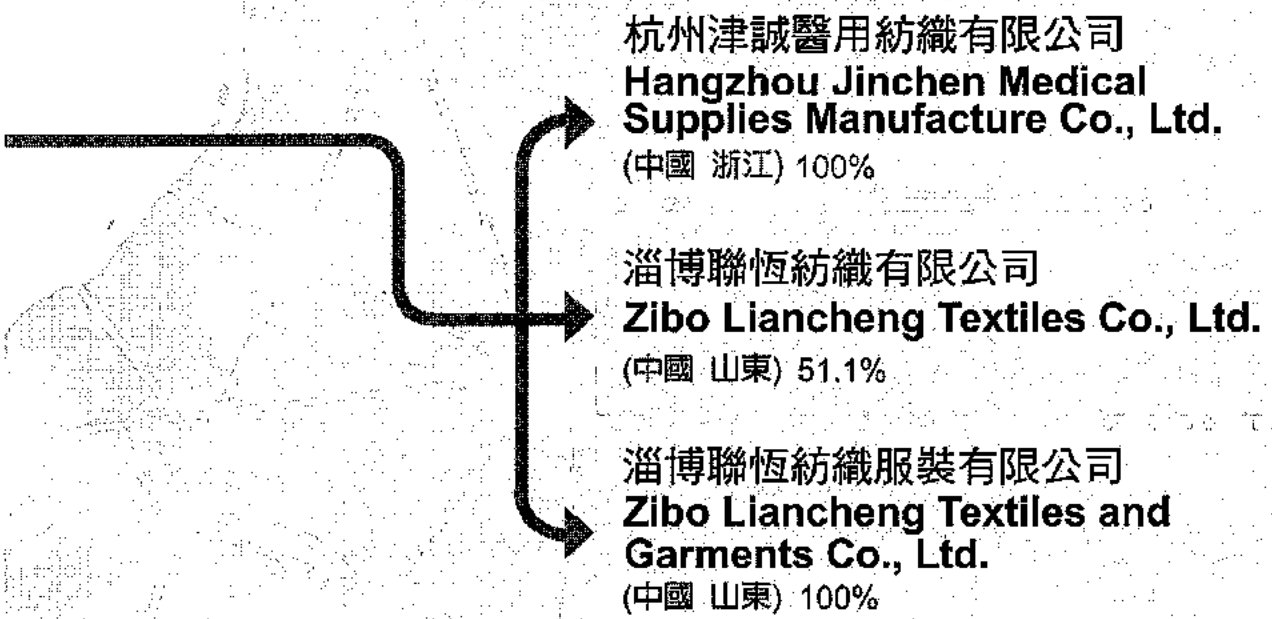 杭州津誠醫用紡織有限公司
Hangzhou Jinchen Medical
Supplies Manufacture Co., Ltd.
(中國 浙江) 100%
淄博聯恆紡織有限公司
Zibo Liancheng Textiles Co., Ltd.
(中國 山東) 51.1%
淄博聯恆紡織服裝有限公司
Zibo Liancheng Textiles and
Garments Co., Ltd.
(中國 山東) 100%